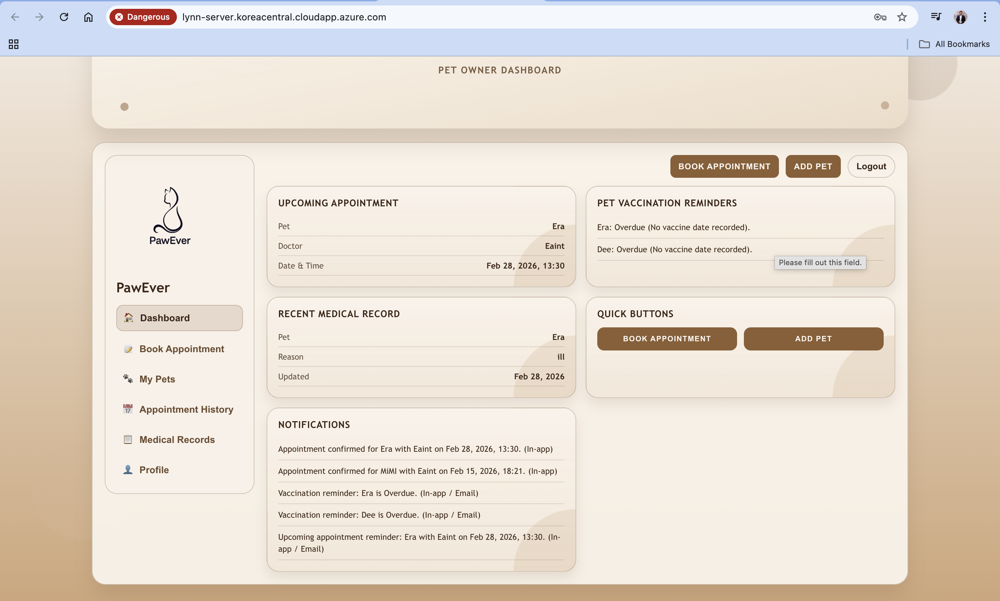 Dangerous
lynn-server.koreacentral.cloudapp.azure.com
All Bookmarks
PET OWNER DASHBOARD
PawEver
PawEver
Dashboard
Book Appointment
My Pets
17
Appointment History
Medical Records
Profile
BOOK APPOINTMENT
ADD PET
Logout
UPCOMING APPOINTMENT
Pet Era
Doctor Eaint
Date & Time Feb 28, 2026, 13:30
PET VACCINATION REMINDERS
Era: Overdue (No vaccine date recorded).
Dee: Overdue (No vaccine date recorded).
Please fill out this field.
RECENT MEDICAL RECORD
Pet Era
Reason ill
Updated Feb 28, 2026
QUICK BUTTONS
BOOK APPOINTMENT
ADD PET
NOTIFICATIONS
Appointment confirmed for Era with Eaint on Feb 28, 2026, 13:30. (In-app)
Appointment confirmed for MiMI with Eaint on Feb 15, 2026, 18:21. (In-app)
Vaccination reminder: Era is Overdue. (In-app / Email)
Vaccination reminder: Dee is Overdue. (In-app / Email)
Upcoming appointment reminder: Era with Eaint on Feb 28, 2026, 13:30. (In-
app / Email)